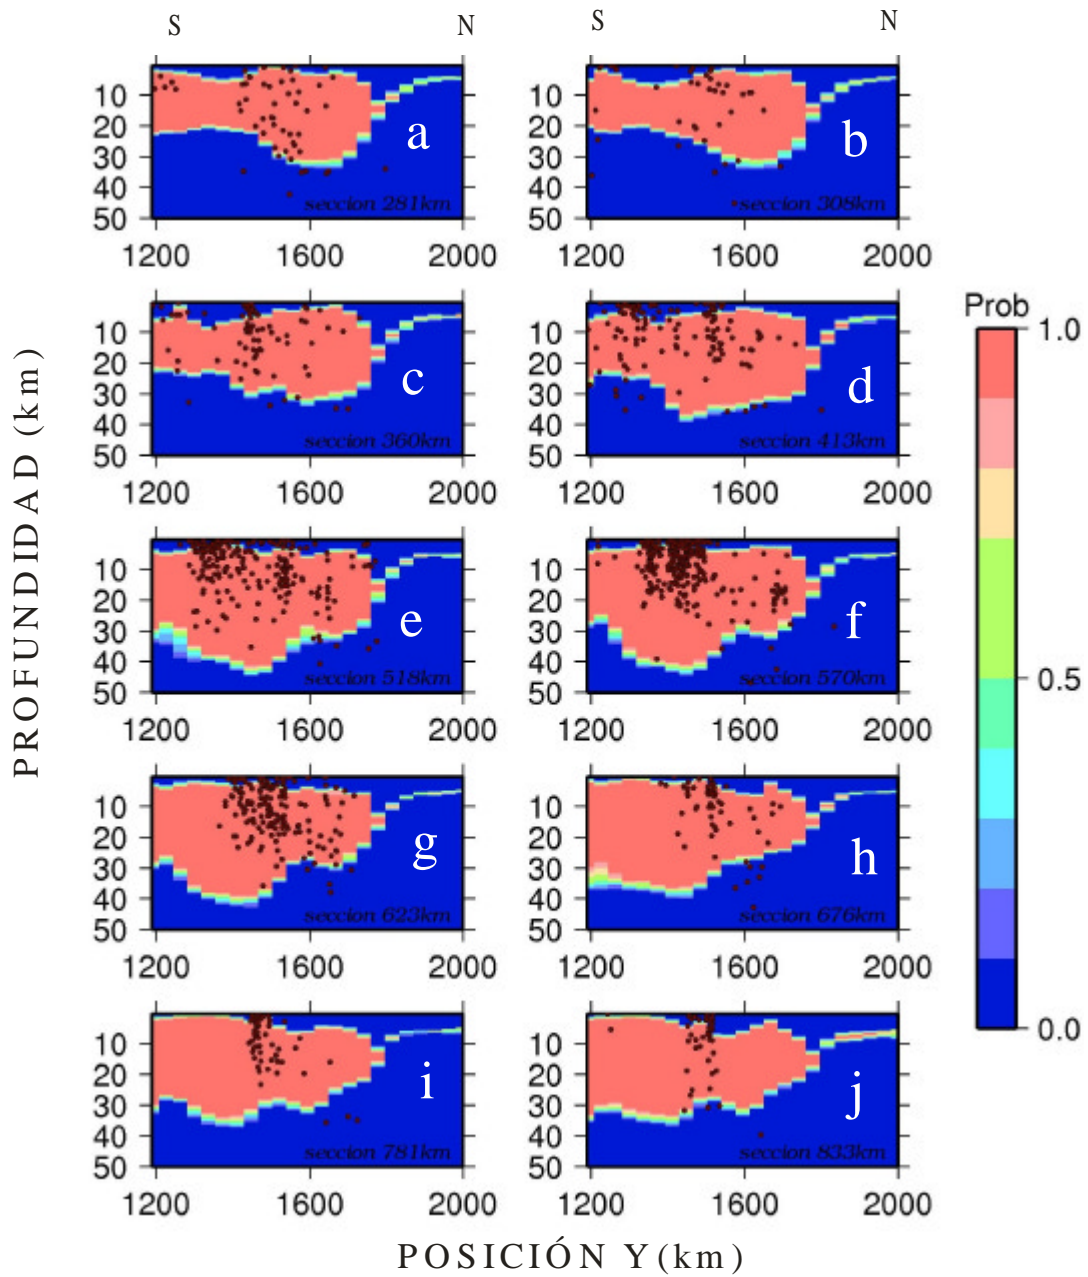 S N S N
10 10
20 20
30 30
40 40
50 50
a b
seccion 281km seccion 308km
1200 1600 2000 1200 1600 2000
10 10
20 20
30 30
40 40
50 50
c d
seccion 360km seccion 413km
1200 1600 2000 1200 1600 2000
10 10
20 20
30 30
40 40
50 50
e f
seccion 518km seccion 570km
1200 1600 2000 1200 1600 2000
10 10
20 20
30 30
40 40
50 50
g h
seccion 623km seccion 676km
1200 1600 2000 1200 1600 2000
10 10
20 20
30 30
40 40
50 50
i j
seccion 781km seccion 833km
1200 1600 2000 1200 1600 2000
PROFUNDIDAD (km)
POSICIÓN Y (km)
Prob
1.0
0.5
0.0